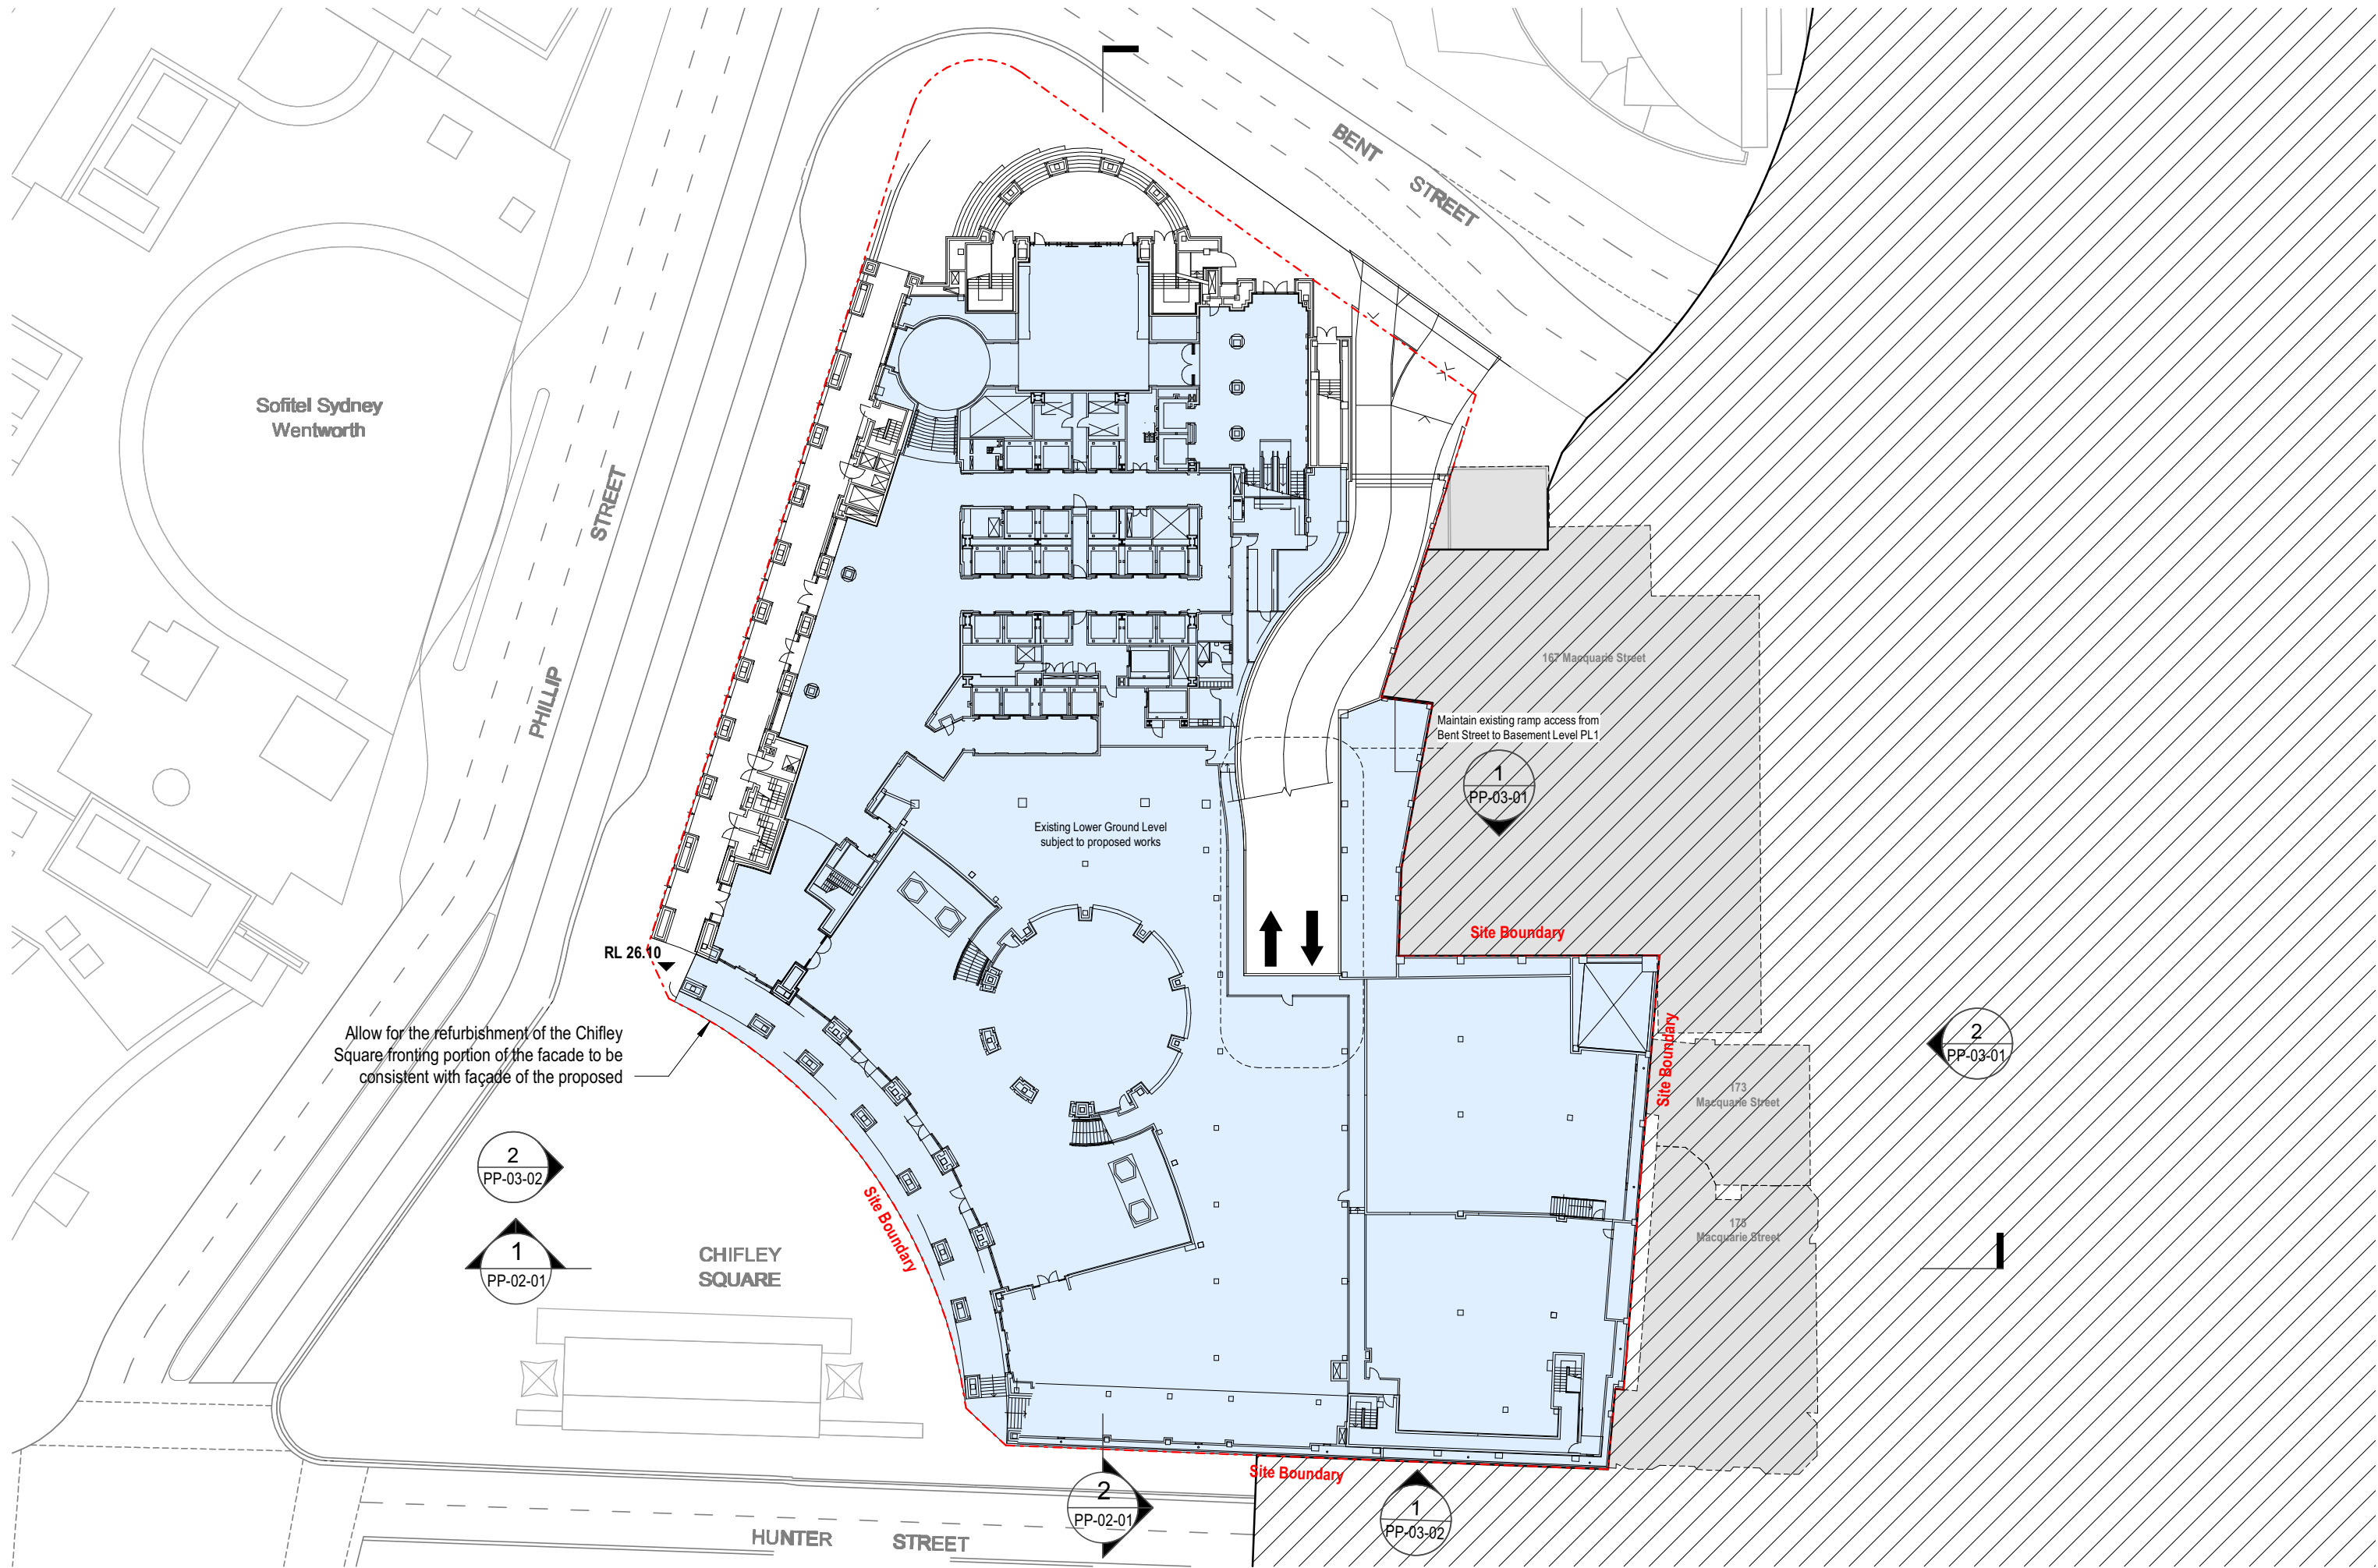 BENT
STREET
Sofitel Sydney
Wentworth
STREET
PHILLIP
167 Macquarie Street
Maintain existing ramp access from
Bent Street to Basement Level PL1
1
PP-03-01
Existing Lower Ground Level
subject to proposed works
Site Boundary
RL 26.10
Allow for the refurbishment of the Chifley
Square fronting portion of the facade to be
consistent with façade of the proposed
Site Boundary
2
PP-03-01
173
Macquarie Street
2
PP-03-02
Site Boundary
175
Macquarie Street
1
PP-02-01
CHIFLEY
SQUARE
Site Boundary
2
PP-02-01
1
PP-03-02
HUNTER STREET